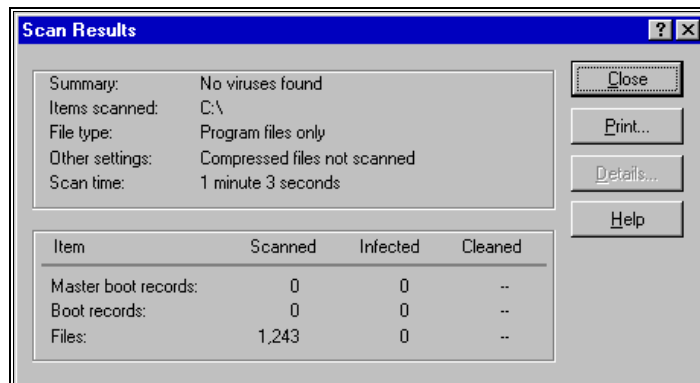 Scan Results
Summary: No viruses found
Items scanned: C:\
File type: Program files only
Other settings: Compressed files not scanned
Scan time: 1 minute 3 seconds
Close
Print...
Details...
Help
Item Scanned Infected Cleaned
Master boot records: 0 0 --
Boot records: 0 0 --
Files: 1,243 0 --